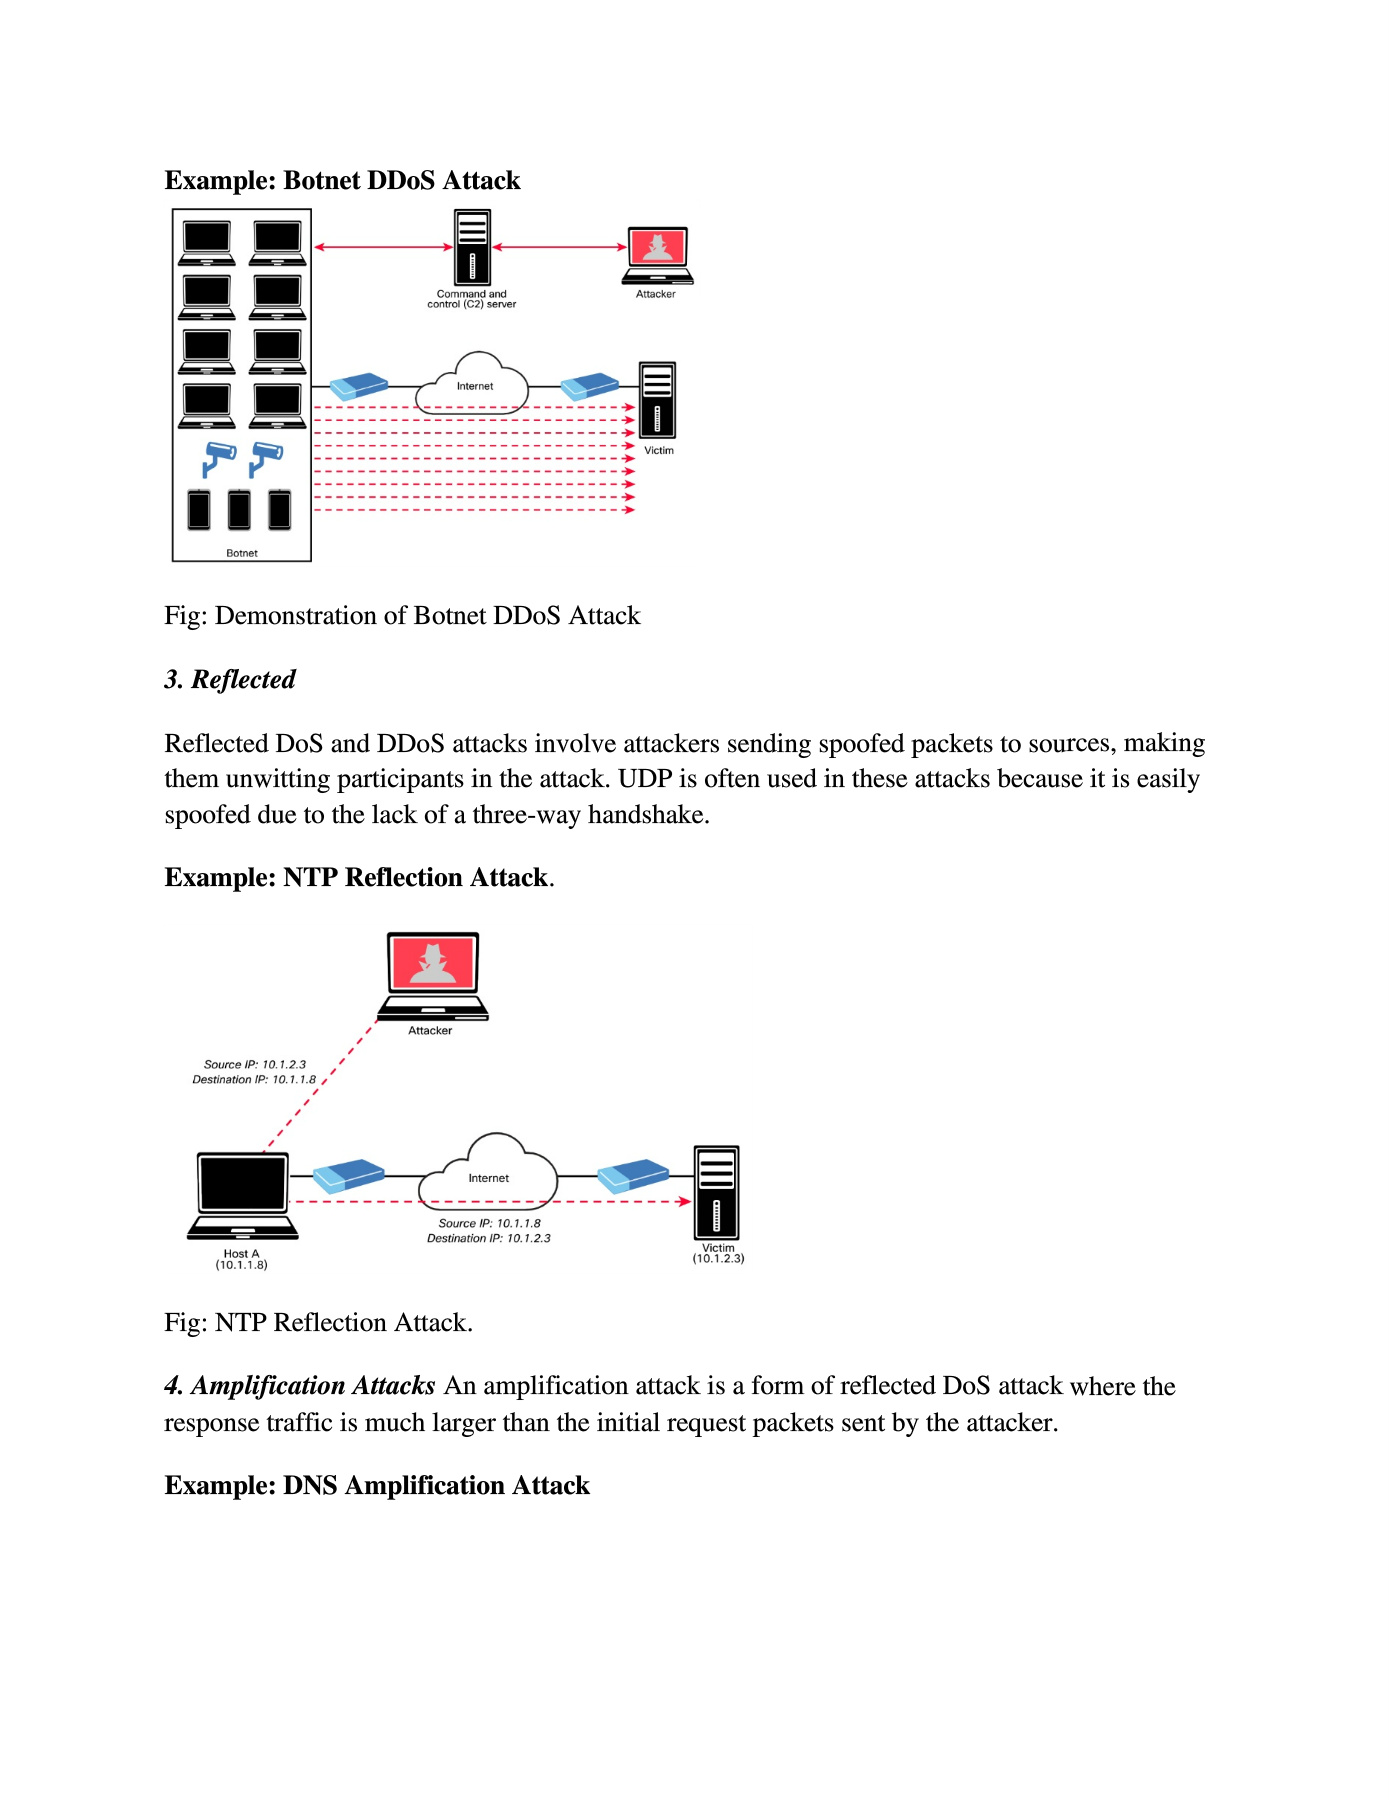 Example: Botnet DDoS Attack
Command and
control (C2) server
Attacker
Internet
Victim
Botnet
Fig: Demonstration of Botnet DDoS Attack
3. Reflected
Reflected DoS and DDoS attacks involve attackers sending spoofed packets to sources, making
them unwitting participants in the attack. UDP is often used in these attacks because it is easily
spoofed due to the lack of a three-way handshake.
Example: NTP Reflection Attack.
Attacker
Source IP: 10.1.2.3
Destination IP: 10.1.1.8
Internet
Source IP: 10.1.1.8
Destination IP: 10.1.2.3
Host A
(10.1.1.8)
Victim
(10.1.2.3)
Fig: NTP Reflection Attack.
4. Amplification Attacks An amplification attack is a form of reflected DoS attack where the
response traffic is much larger than the initial request packets sent by the attacker.
Example: DNS Amplification Attack